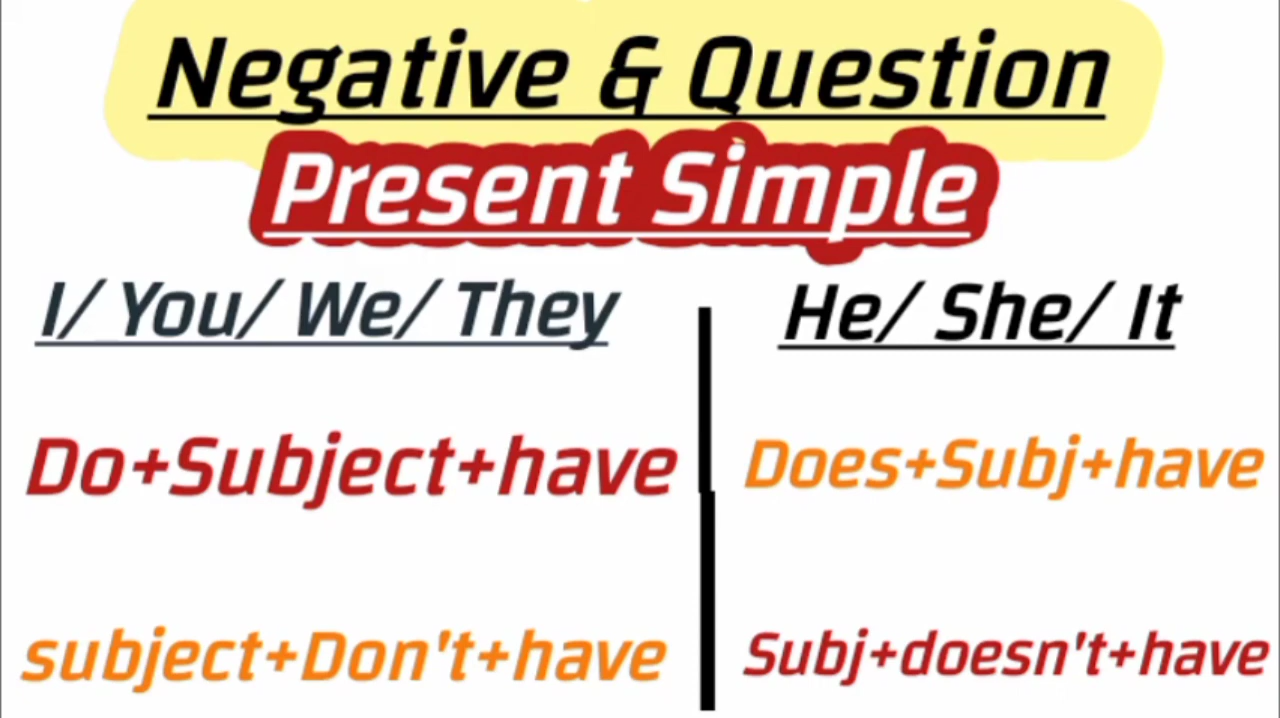 Negative & Question
Present Simple
I/ You/ We/ They
He/ She/ It
Do+Subject+have
Does+Subj+have
subject+Don't+have
Subj+doesn't+have